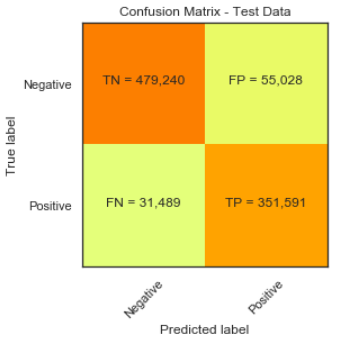 Confusion Matrix - Test Data
True label
Negative
TN = 479,240
FP = 55,028
Positive
FN = 31,489
TP = 351,591
Negative
Positive
Predicted label